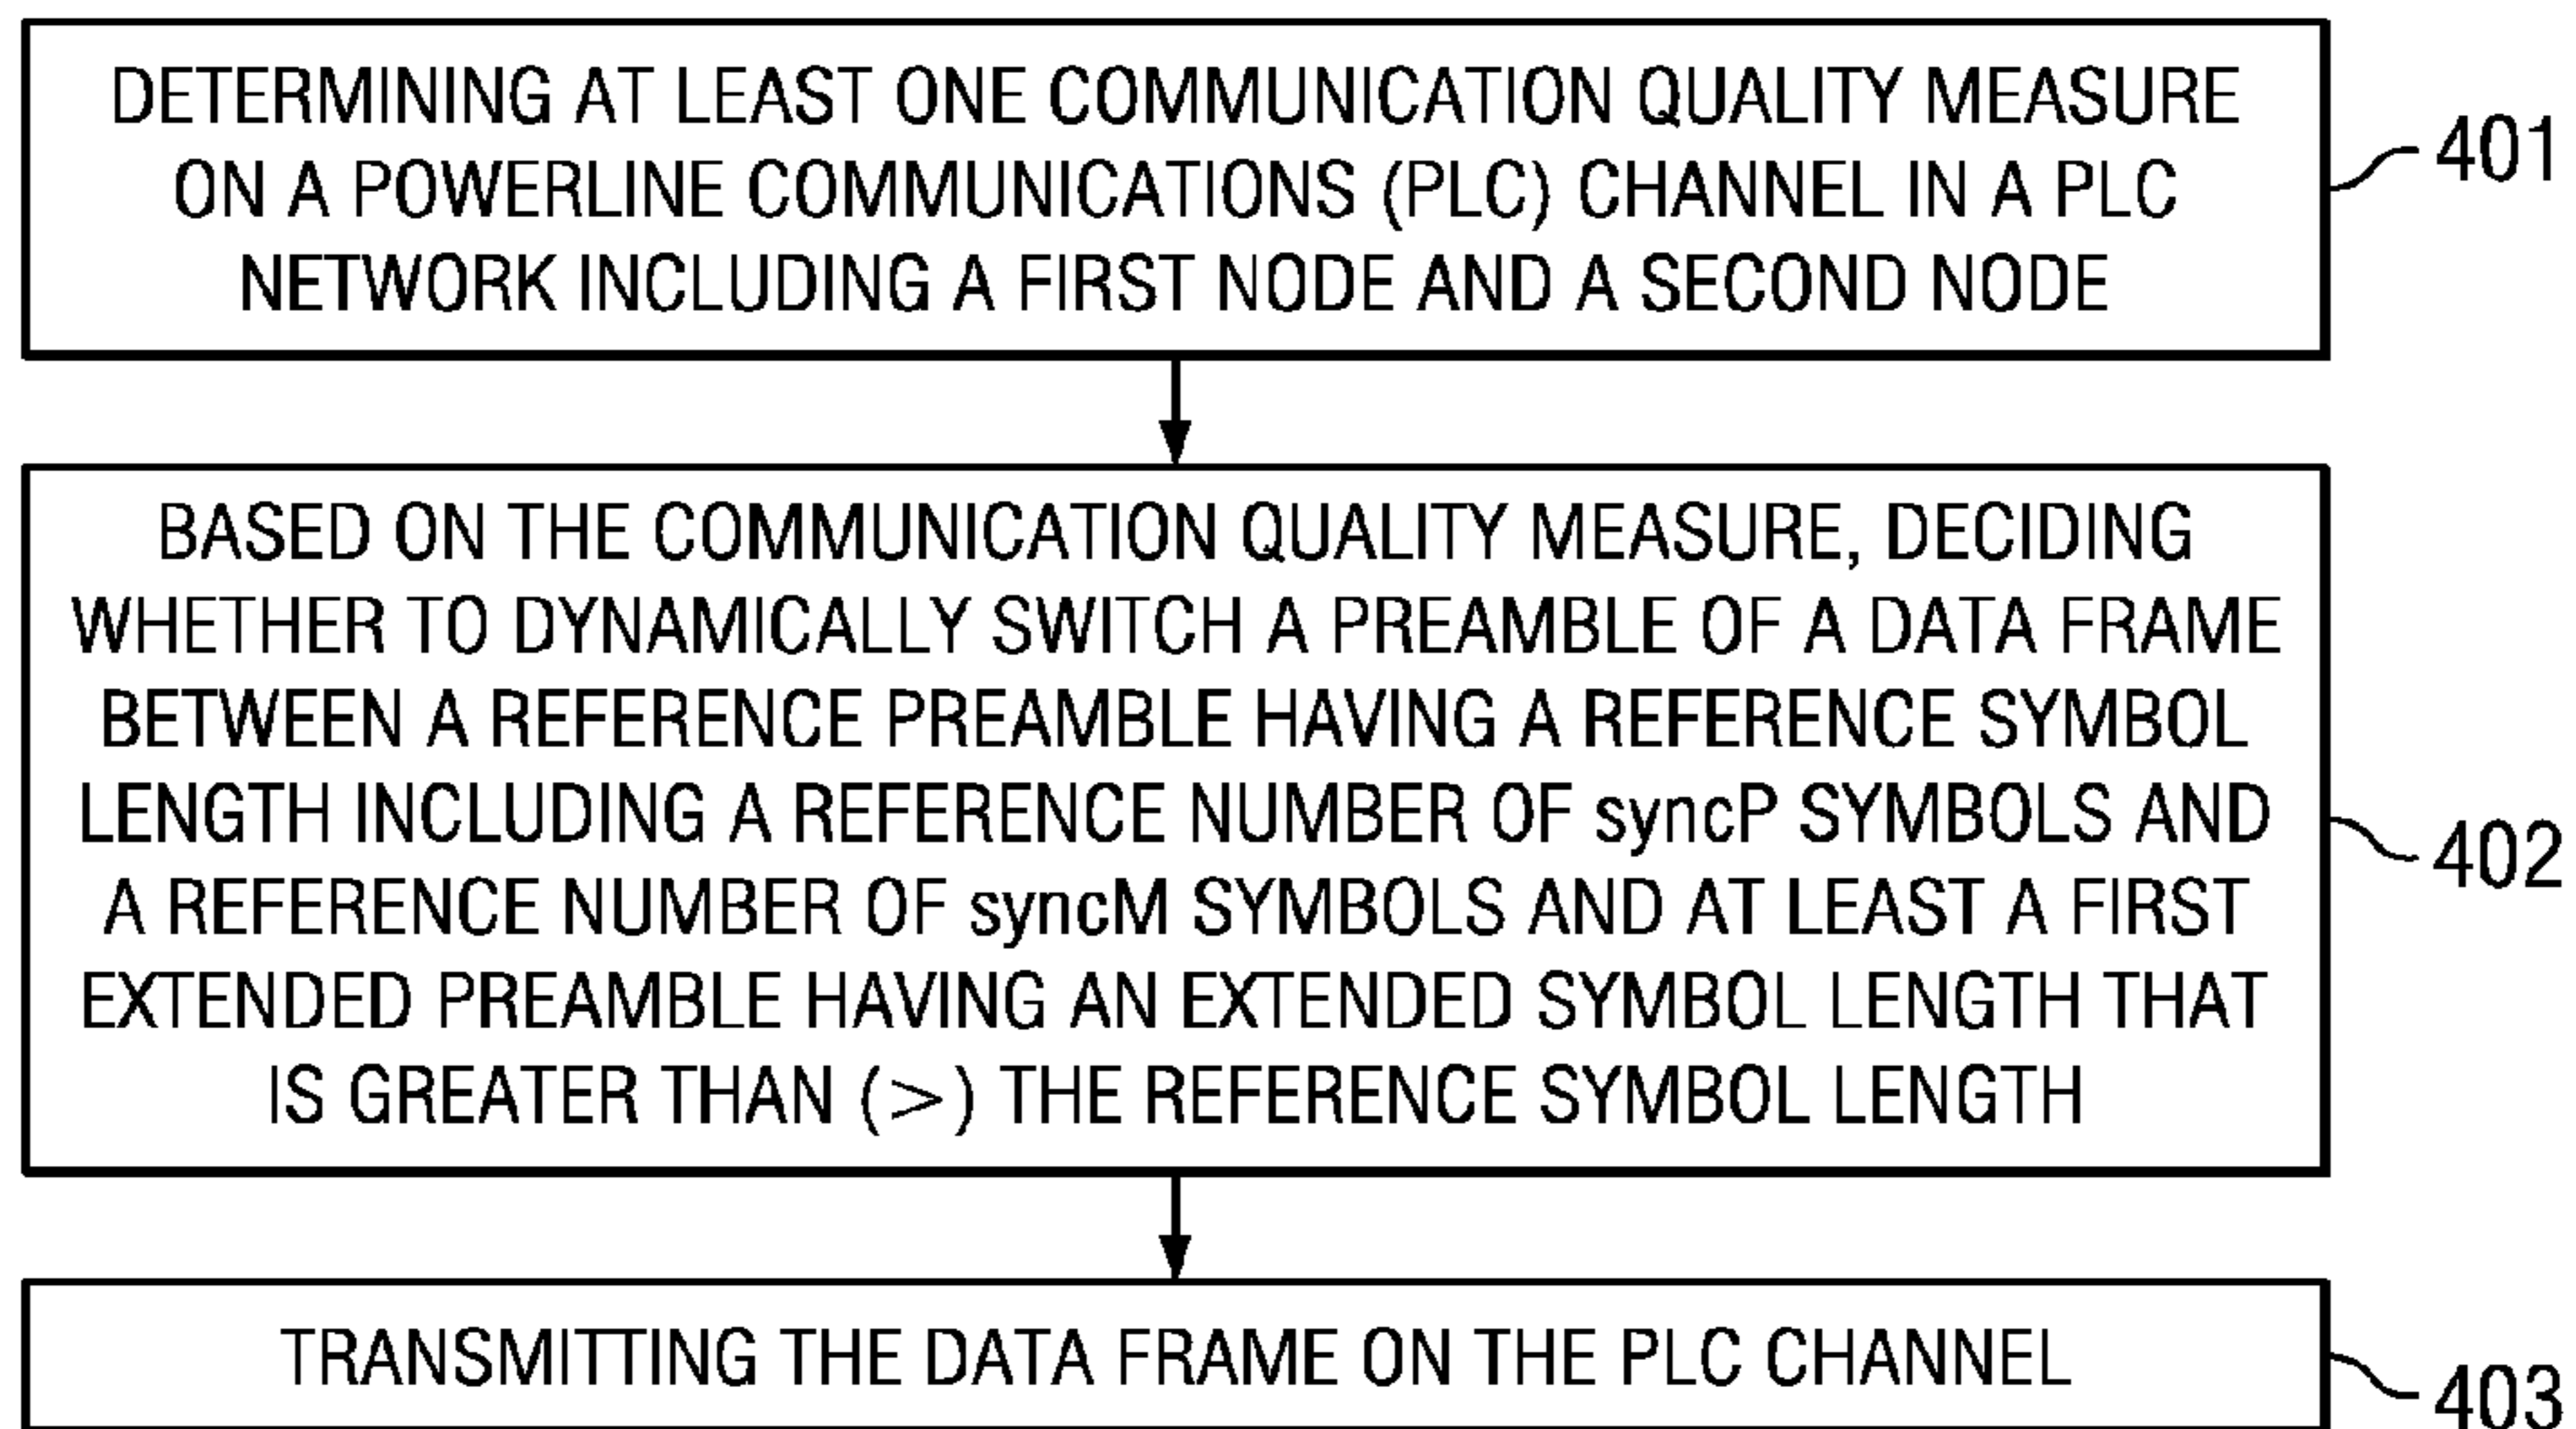 DETERMINING AT LEAST ONE COMMUNICATION QUALITY MEASURE
ON A POWERLINE COMMUNICATIONS (PLC) CHANNEL IN A PLC
NETWORK INCLUDING A FIRST NODE AND A SECOND NODE
401
BASED ON THE COMMUNICATION QUALITY MEASURE, DECIDING
WHETHER TO DYNAMICALLY SWITCH A PREAMBLE OF A DATA FRAME
BETWEEN A REFERENCE PREAMBLE HAVING A REFERENCE SYMBOL
LENGTH INCLUDING A REFERENCE NUMBER OF syncP SYMBOLS AND
A REFERENCE NUMBER OF syncM SYMBOLS AND AT LEAST A FIRST
EXTENDED PREAMBLE HAVING AN EXTENDED SYMBOL LENGTH THAT
IS GREATER THAN (>) THE REFERENCE SYMBOL LENGTH
402
TRANSMITTING THE DATA FRAME ON THE PLC CHANNEL
403